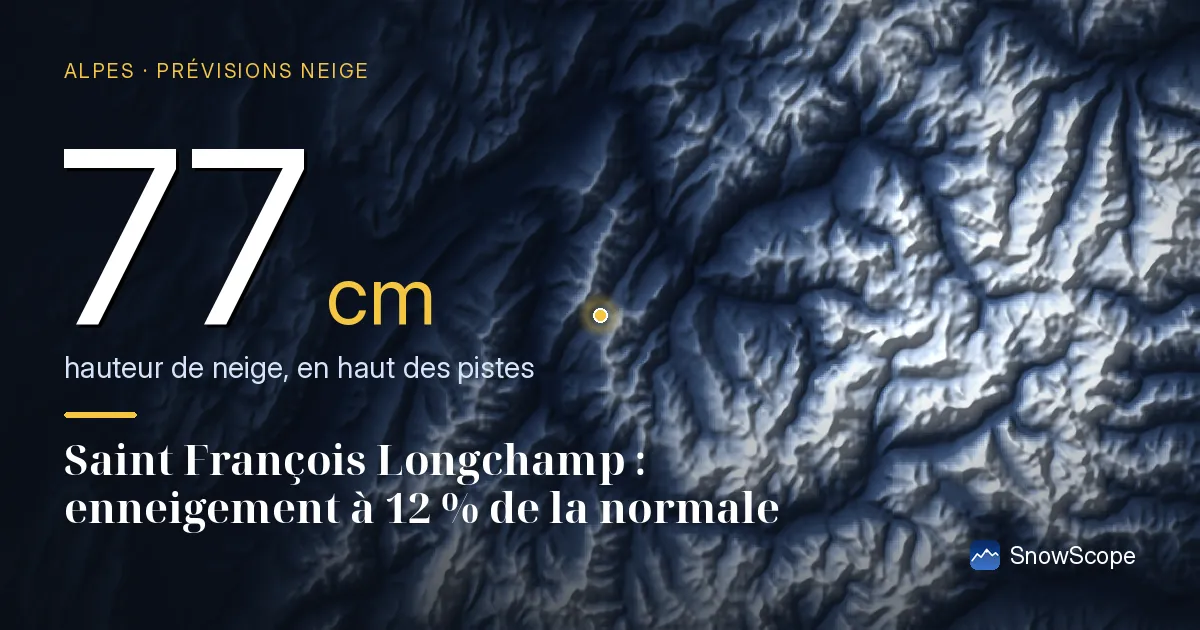 ALPES · PRÉVISIONS NEIGE
77 cm
hauteur de neige, en haut des pistes
Saint François Longchamp :
enneigement à 12 % de la normale
SnowScope